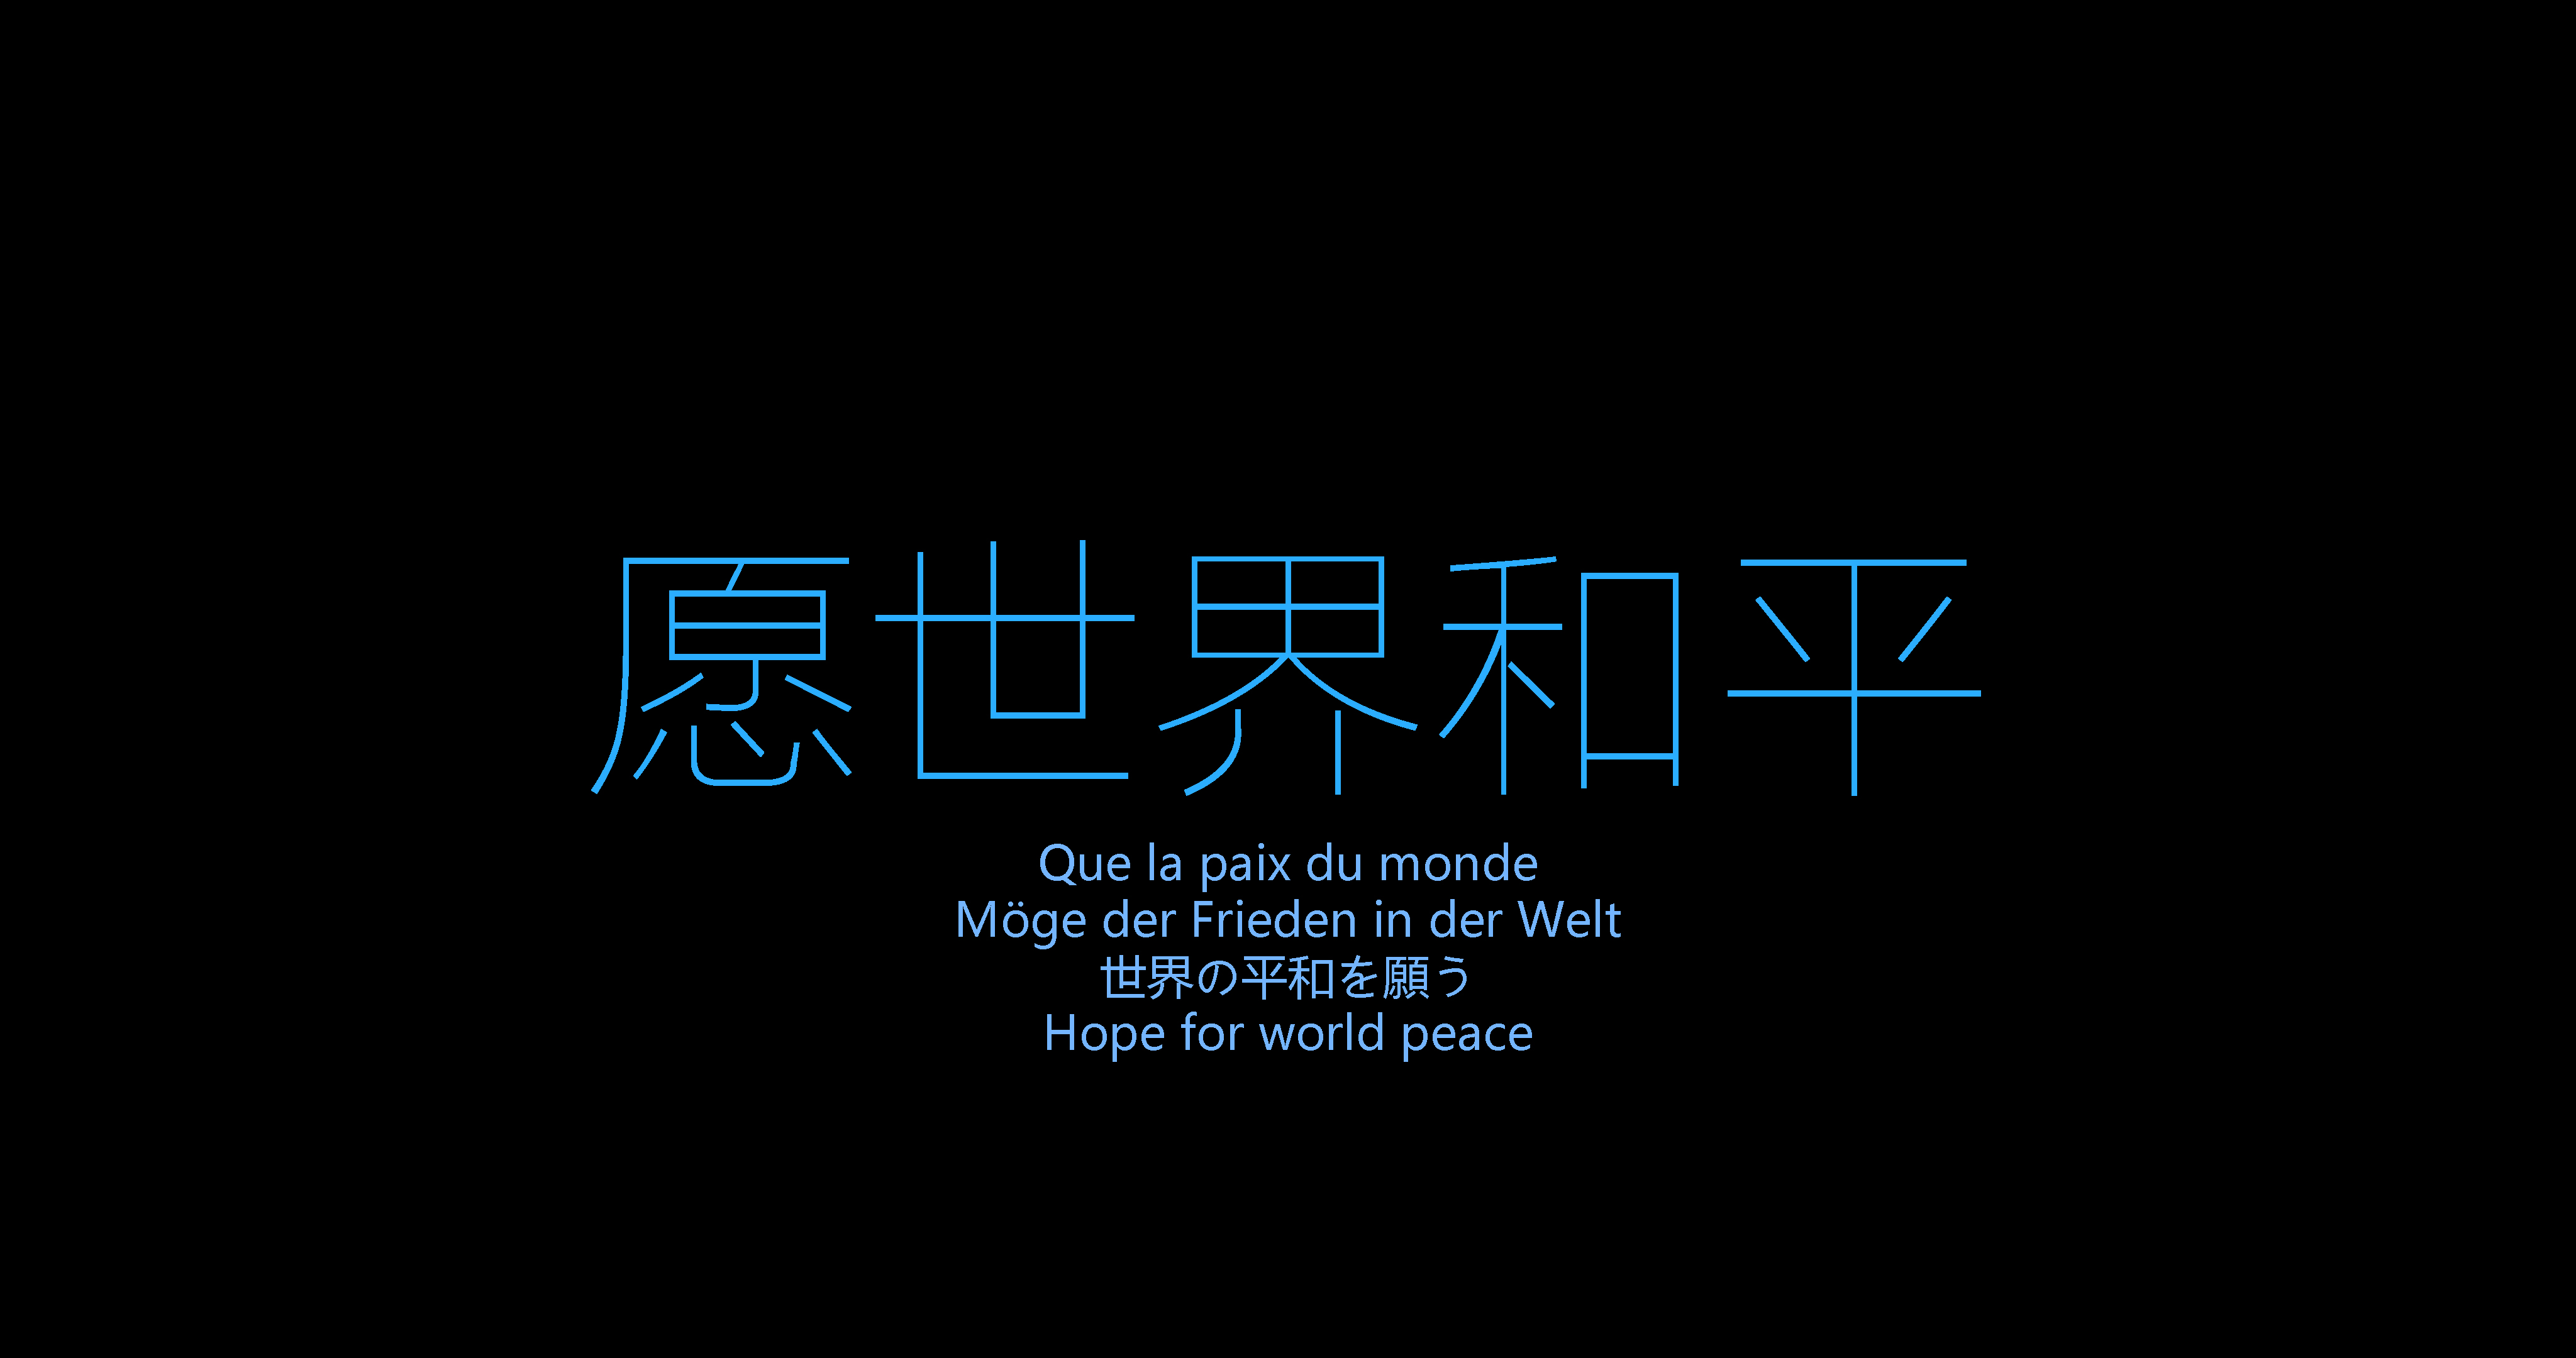 愿世界和平
Que la paix du monde
Möge der Frieden in der Welt
世界の平和を願う
Hope for world peace